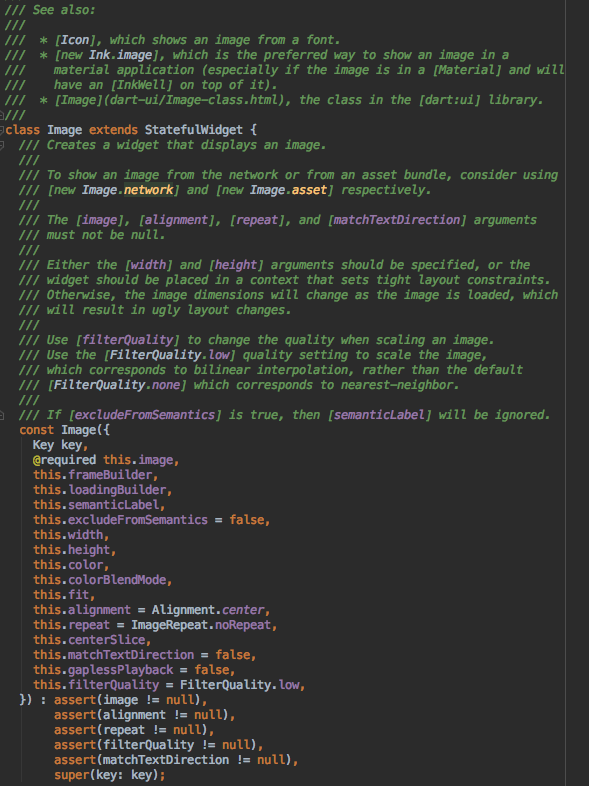 /// See also:
///
///  * [Icon], which shows an image from a font.
///  * [new Ink.image], which is the preferred way to show an image in a
///    material application (especially if the image is in a [Material] and will
///    have an [InkWell] on top of it).
///  * [Image](dart-ui/Image-class.html), the class in the [dart:ui] library.
///
class Image extends StatefulWidget {
  /// Creates a widget that displays an image.
  ///
  /// To show an image from the network or from an asset bundle, consider using
  /// [new Image.network] and [new Image.asset] respectively.
  ///
  /// The [image], [alignment], [repeat], and [matchTextDirection] arguments
  /// must not be null.
  ///
  /// Either the [width] and [height] arguments should be specified, or the
  /// widget should be placed in a context that sets tight layout constraints.
  /// Otherwise, the image dimensions will change as the image is loaded, which
  /// will result in ugly layout changes.
  ///
  /// Use [filterQuality] to change the quality when scaling an image.
  /// Use the [FilterQuality.low] quality setting to scale the image,
  /// which corresponds to bilinear interpolation, rather than the default
  /// [FilterQuality.none] which corresponds to nearest-neighbor.
  ///
  /// If [excludeFromSemantics] is true, then [semanticLabel] will be ignored.
  const Image({
    Key key,
    @required this.image,
    this.frameBuilder,
    this.loadingBuilder,
    this.semanticLabel,
    this.excludeFromSemantics = false,
    this.width,
    this.height,
    this.color,
    this.colorBlendMode,
    this.fit,
    this.alignment = Alignment.center,
    this.repeat = ImageRepeat.noRepeat,
    this.centerSlice,
    this.matchTextDirection = false,
    this.gaplessPlayback = false,
    this.filterQuality = FilterQuality.low,
  }) : assert(image != null),
       assert(alignment != null),
       assert(repeat != null),
       assert(filterQuality != null),
       assert(matchTextDirection != null),
       super(key: key);